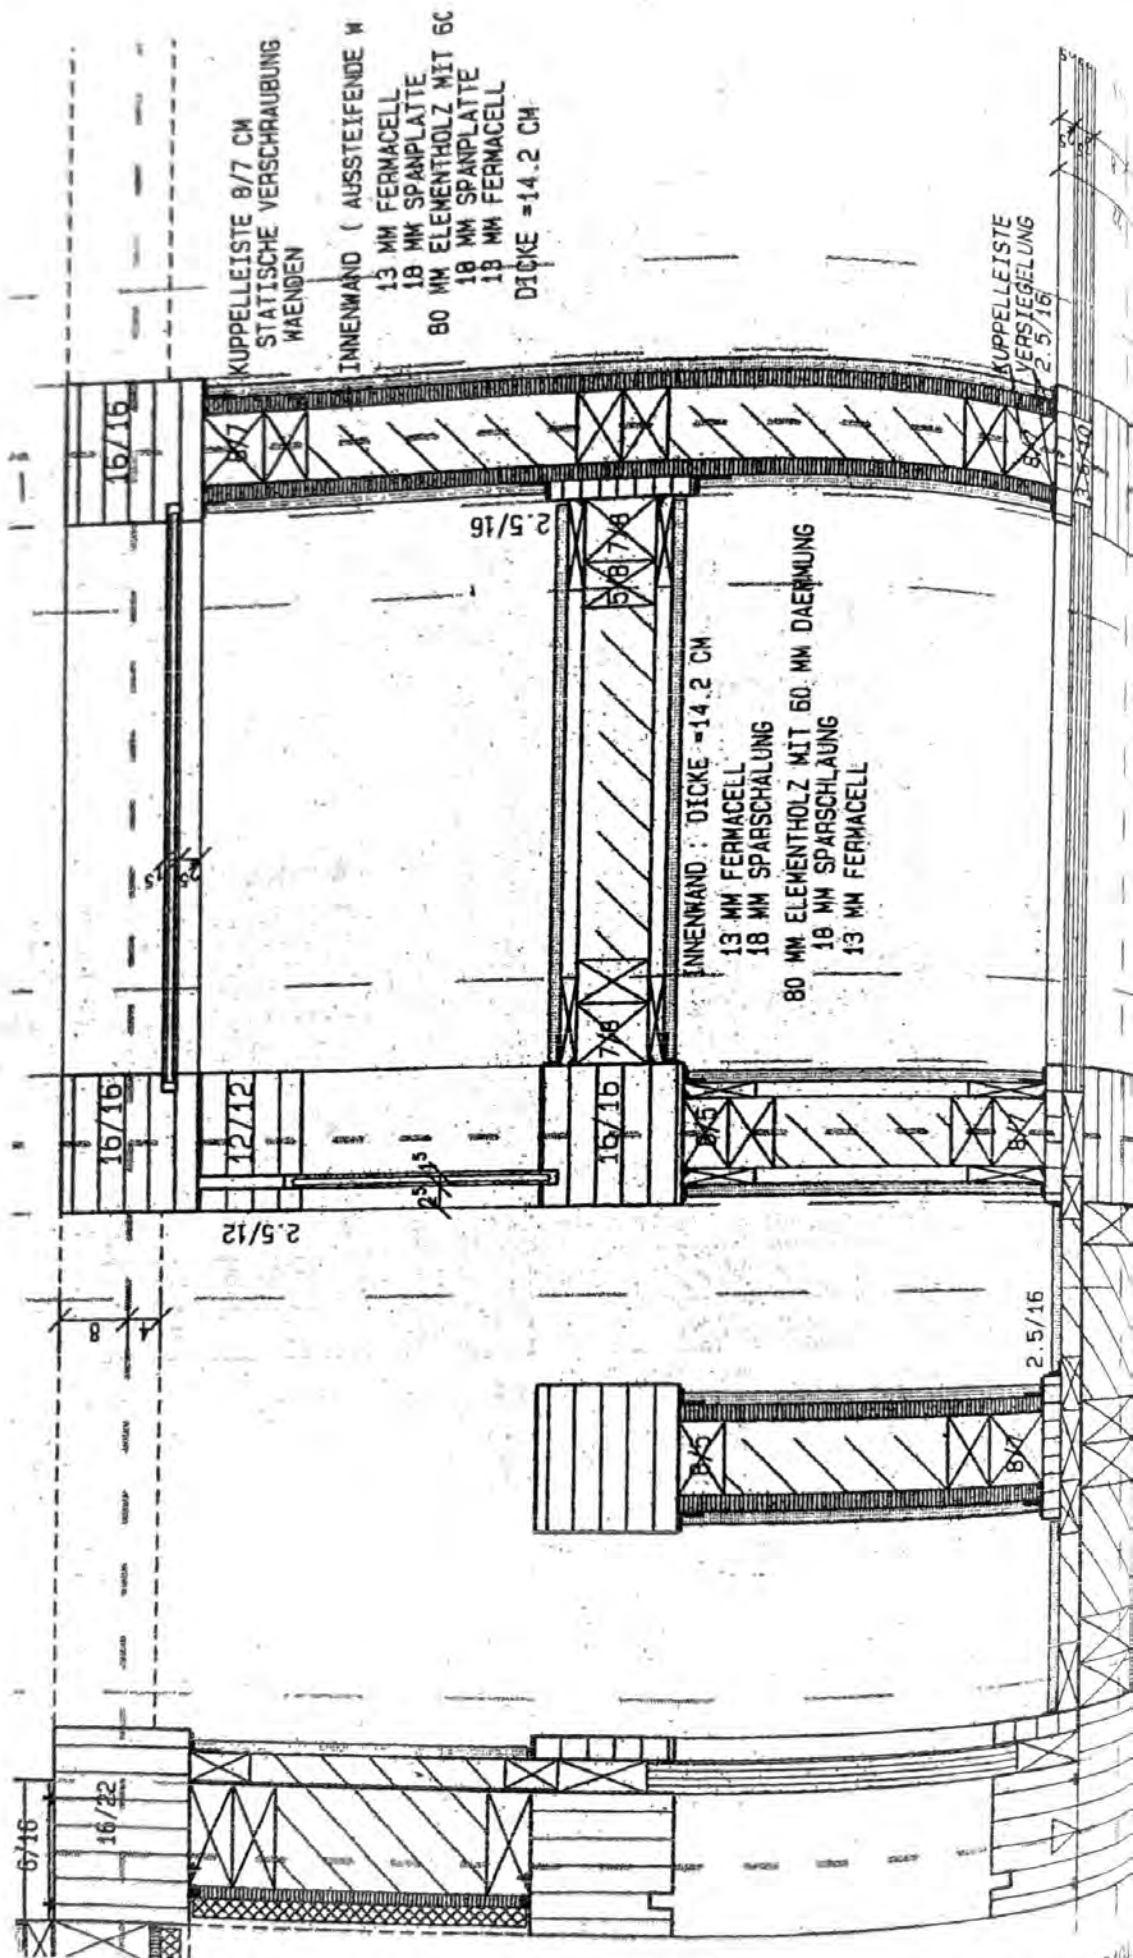 KUPPELLEISTE 8/7 CM
STATISCHE VERSCHRAUBUNG
WAENDEN
INNENWAND ( AUSSTEIFENDE W
13 MM FERMACELL
18 MM SPANPLATTE
80 MM ELEMENTHOLZ MIT 6
18 MM SPANPLATTE
13 MM FERMACELL
DICKE =14.2 CM
KUPPELLEISTE
VERSIEGELUNG
2.5/16
16/16
8/7
2.5/16
5/8 7/8
8/7
INNENWAND : DICKE =14.2 CM
13 MM FERMACELL
18 MM SPARSCHALUNG
80 MM ELEMENTHOLZ MIT 60 MM DAEMMUNG
18 MM SPARSCHLAUNG
13 MM FERMACELL
2⁵ 1⁵
7/8
16/16
12/12
16/16
8/5
8/7
2⁵ 1⁵
2.5/12
8
4
2.5/16
8/5
8/7
6/16
16/22